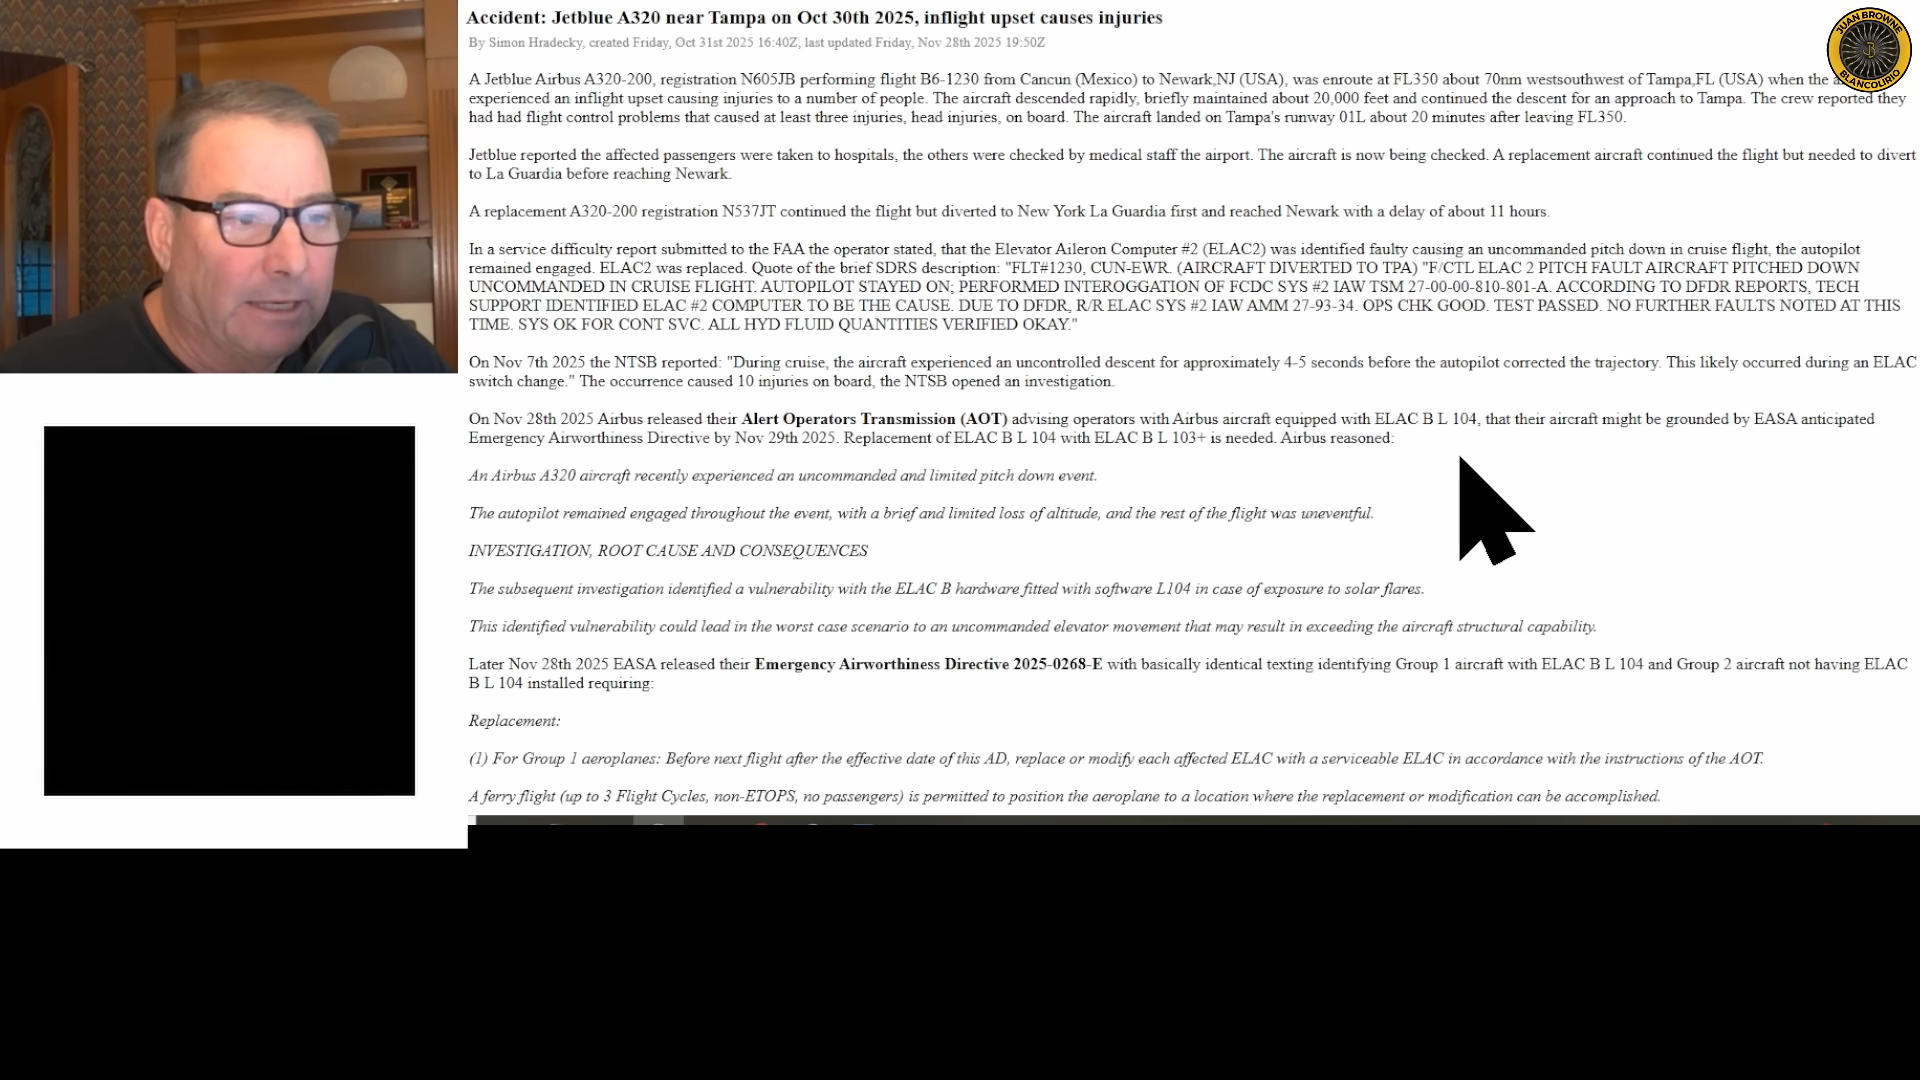 Accident: Jetblue A320 near Tampa on Oct 30th 2025, inflight upset causes injuries
By Simon Hradecky, created Friday, Oct 31st 2025 16:40Z, last updated Friday, Nov 28th 2025 19:50Z
JUAN BROWNE
JB
BLANCOLIRIO
A Jetblue Airbus A320-200, registration N605JB performing flight B6-1230 from Cancun (Mexico) to Newark,NJ (USA), was enroute at FL350 about 70nm westsouthwest of Tampa,FL (USA) when the
experienced an inflight upset causing injuries to a number of people. The aircraft descended rapidly, briefly maintained about 20,000 feet and continued the descent for an approach to Tampa. The crew reported they
had had flight control problems that caused at least three injuries, head injuries, on board. The aircraft landed on Tampa's runway 01L about 20 minutes after leaving FL350.
Jetblue reported the affected passengers were taken to hospitals, the others were checked by medical staff the airport. The aircraft is now being checked. A replacement aircraft continued the flight but needed to divert
to La Guardia before reaching Newark.
A replacement A320-200 registration N537JT continued the flight but diverted to New York La Guardia first and reached Newark with a delay of about 11 hours.
In a service difficulty report submitted to the FAA the operator stated, that the Elevator Aileron Computer #2 (ELAC2) was identified faulty causing an uncommanded pitch down in cruise flight, the autopilot
remained engaged. ELAC2 was replaced. Quote of the brief SDRS description: "FLT#1230, CUN-EWR. (AIRCRAFT DIVERTED TO TPA) "F/CTL ELAC 2 PITCH FAULT AIRCRAFT PITCHED DOWN
UNCOMMANDED IN CRUISE FLIGHT. AUTOPILOT STAYED ON; PERFORMED INTEROGGATION OF FCDC SYS #2 IAW TSM 27-00-00-810-801-A. ACCORDING TO DFDR REPORTS, TECH
SUPPORT IDENTIFIED ELAC #2 COMPUTER TO BE THE CAUSE. DUE TO DFDR, R/R ELAC SYS #2 IAW AMM 27-93-34. OPS CHK GOOD. TEST PASSED. NO FURTHER FAULTS NOTED AT THIS
TIME. SYS OK FOR CONT SVC. ALL HYD FLUID QUANTITIES VERIFIED OKAY."
On Nov 7th 2025 the NTSB reported: "During cruise, the aircraft experienced an uncontrolled descent for approximately 4-5 seconds before the autopilot corrected the trajectory. This likely occurred during an ELAC
switch change." The occurrence caused 10 injuries on board, the NTSB opened an investigation.
On Nov 28th 2025 Airbus released their Alert Operators Transmission (AOT) advising operators with Airbus aircraft equipped with ELAC B L 104, that their aircraft might be grounded by EASA anticipated
Emergency Airworthiness Directive by Nov 29th 2025. Replacement of ELAC B L 104 with ELAC B L 103+ is needed. Airbus reasoned:
An Airbus A320 aircraft recently experienced an uncommanded and limited pitch down event.
The autopilot remained engaged throughout the event, with a brief and limited loss of altitude, and the rest of the flight was uneventful.
INVESTIGATION, ROOT CAUSE AND CONSEQUENCES
The subsequent investigation identified a vulnerability with the ELAC B hardware fitted with software L104 in case of exposure to solar flares.
This identified vulnerability could lead in the worst case scenario to an uncommanded elevator movement that may result in exceeding the aircraft structural capability.
Later Nov 28th 2025 EASA released their Emergency Airworthiness Directive 2025-0268-E with basically identical texting identifying Group 1 aircraft with ELAC B L 104 and Group 2 aircraft not having ELAC
B L 104 installed requiring:
Replacement:
(1) For Group 1 aeroplanes: Before next flight after the effective date of this AD, replace or modify each affected ELAC with a serviceable ELAC in accordance with the instructions of the AOT.
A ferry flight (up to 3 Flight Cycles, non-ETOPS, no passengers) is permitted to position the aeroplane to a location where the replacement or modification can be accomplished.